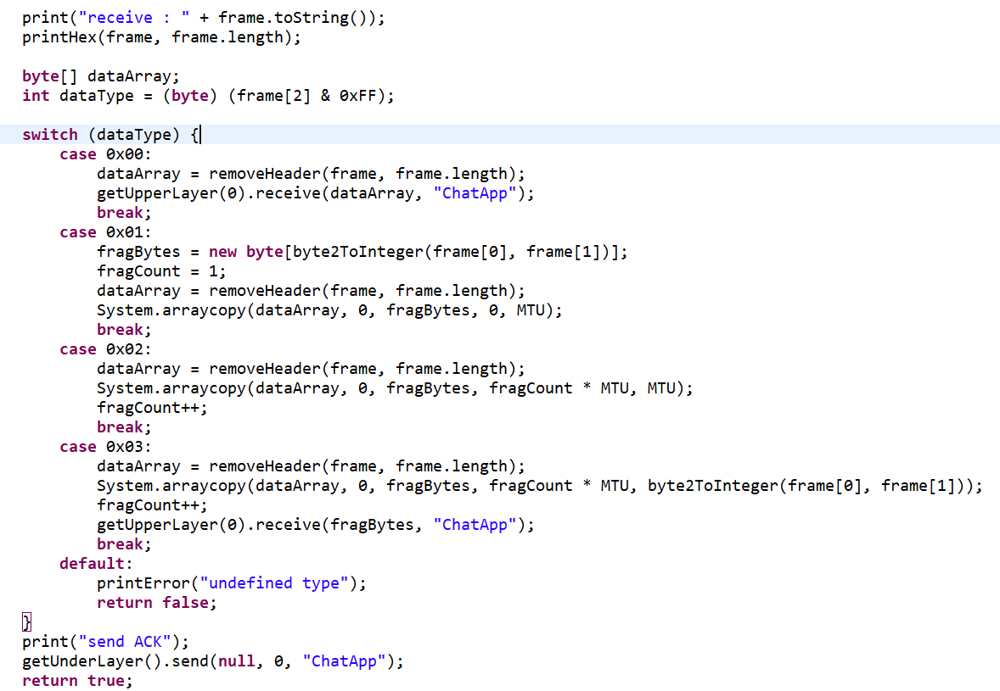 print("receive : " + frame.toString());
printHex(frame, frame.length);

byte[] dataArray;
int dataType = (byte) (frame[2] & 0xFF);

switch (dataType) {
    case 0x00:
        dataArray = removeHeader(frame, frame.length);
        getUpperLayer(0).receive(dataArray, "ChatApp");
        break;
    case 0x01:
        fragBytes = new byte[byte2ToInteger(frame[0], frame[1])];
        fragCount = 1;
        dataArray = removeHeader(frame, frame.length);
        System.arraycopy(dataArray, 0, fragBytes, 0, MTU);
        break;
    case 0x02:
        dataArray = removeHeader(frame, frame.length);
        System.arraycopy(dataArray, 0, fragBytes, fragCount * MTU, MTU);
        fragCount++;
        break;
    case 0x03:
        dataArray = removeHeader(frame, frame.length);
        System.arraycopy(dataArray, 0, fragBytes, fragCount * MTU, byte2ToInteger(frame[0], frame[1]));
        fragCount++;
        getUpperLayer(0).receive(fragBytes, "ChatApp");
        break;
    default:
        printError("undefined type");
        return false;
}
print("send ACK");
getUnderLayer().send(null, 0, "ChatApp");
return true;